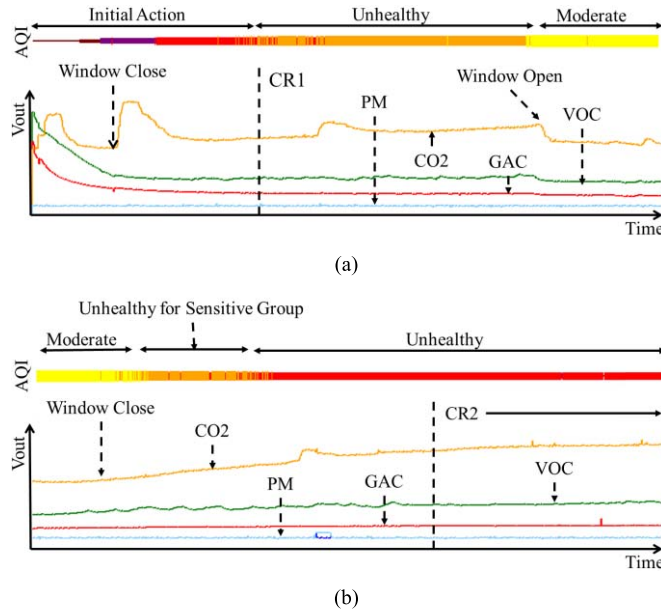 Initial Action
Unhealthy
Moderate
AQI
Window Close
CR1
PM
Window Open
VOC
Vout
CO2
GAC
Time
(a)
Unhealthy for Sensitive Group
Moderate
Unhealthy
AQI
Window Close
CO2
CR2
Vout
PM
GAC
VOC
Time
(b)